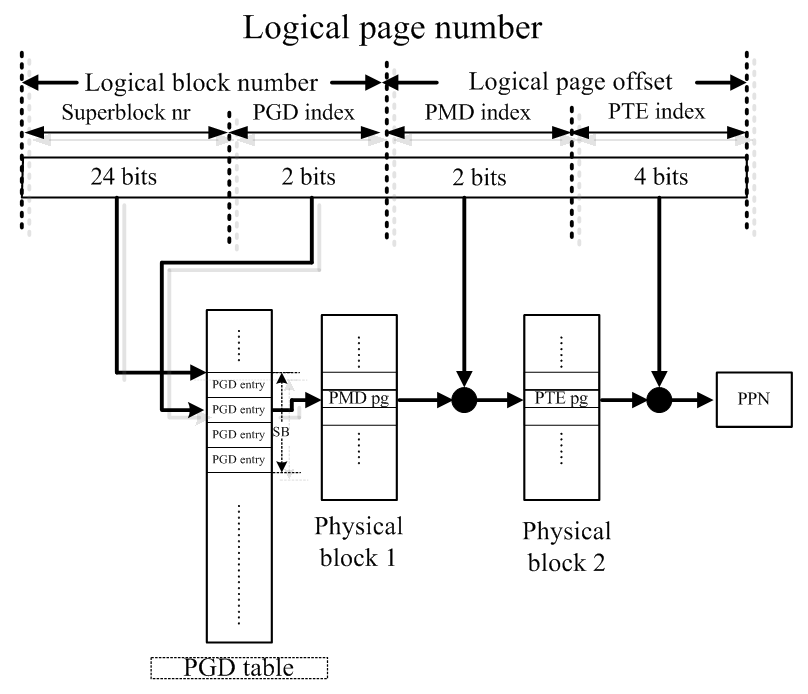 Logical page number
Logical block number
Logical page offset
Superblock nr
PGD index
PMD index
PTE index
24 bits
2 bits
2 bits
4 bits
PGD entry
PGD entry
PGD entry
PGD entry
SB
PMD pg
PTE pg
PPN
Physical
block 1
Physical
block 2
PGD table